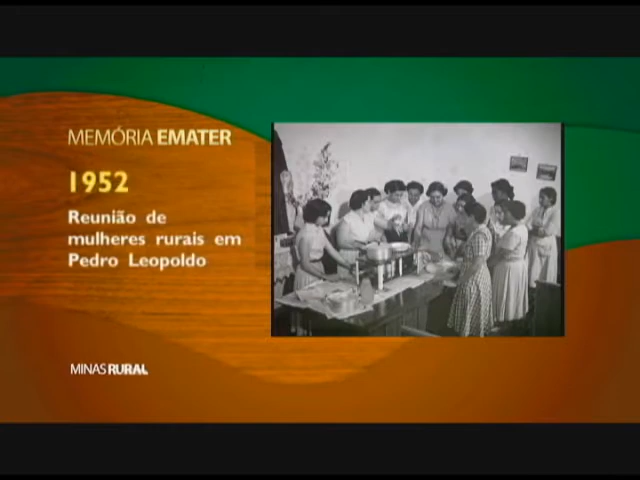 MEMÓRIA EMATER
1952
Reunião de
mulheres rurais em
Pedro Leopoldo
MINAS RURAL